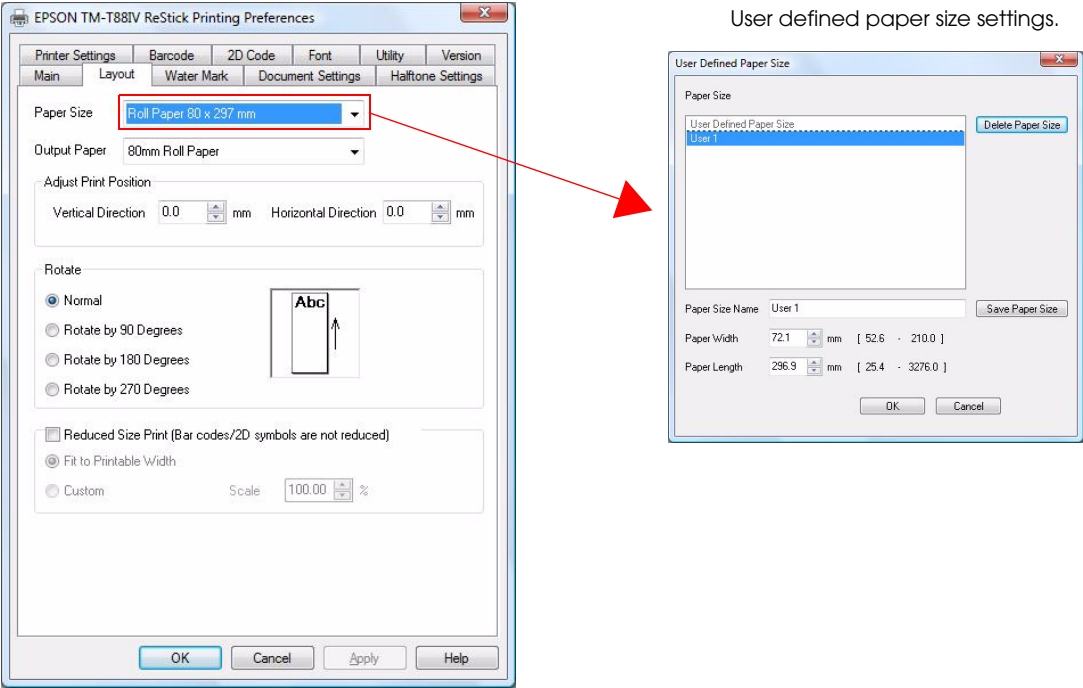 EPSON TM-T88IV ReStick Printing Preferences
Printer Settings Barcode 2D Code Font Utility Version
Main Layout Water Mark Document Settings Halftone Settings
Paper Size Roll Paper 80 x 297 mm
Output Paper 80mm Roll Paper
Adjust Print Position
Vertical Direction 0.0 mm Horizontal Direction 0.0 mm
Rotate
Normal
Abc
Rotate by 90 Degrees
Rotate by 180 Degrees
Rotate by 270 Degrees
Reduced Size Print (Bar codes/2D symbols are not reduced)
Fit to Printable Width
Custom Scale 100.00 %
OK Cancel Apply Help
User defined paper size settings.
User Defined Paper Size
Paper Size
User Defined Paper Size
User 1
Delete Paper Size
Paper Size Name User 1 Save Paper Size
Paper Width 72.1 mm [ 52.6 - 210.0 ]
Paper Length 296.9 mm [ 25.4 - 3276.0 ]
OK Cancel